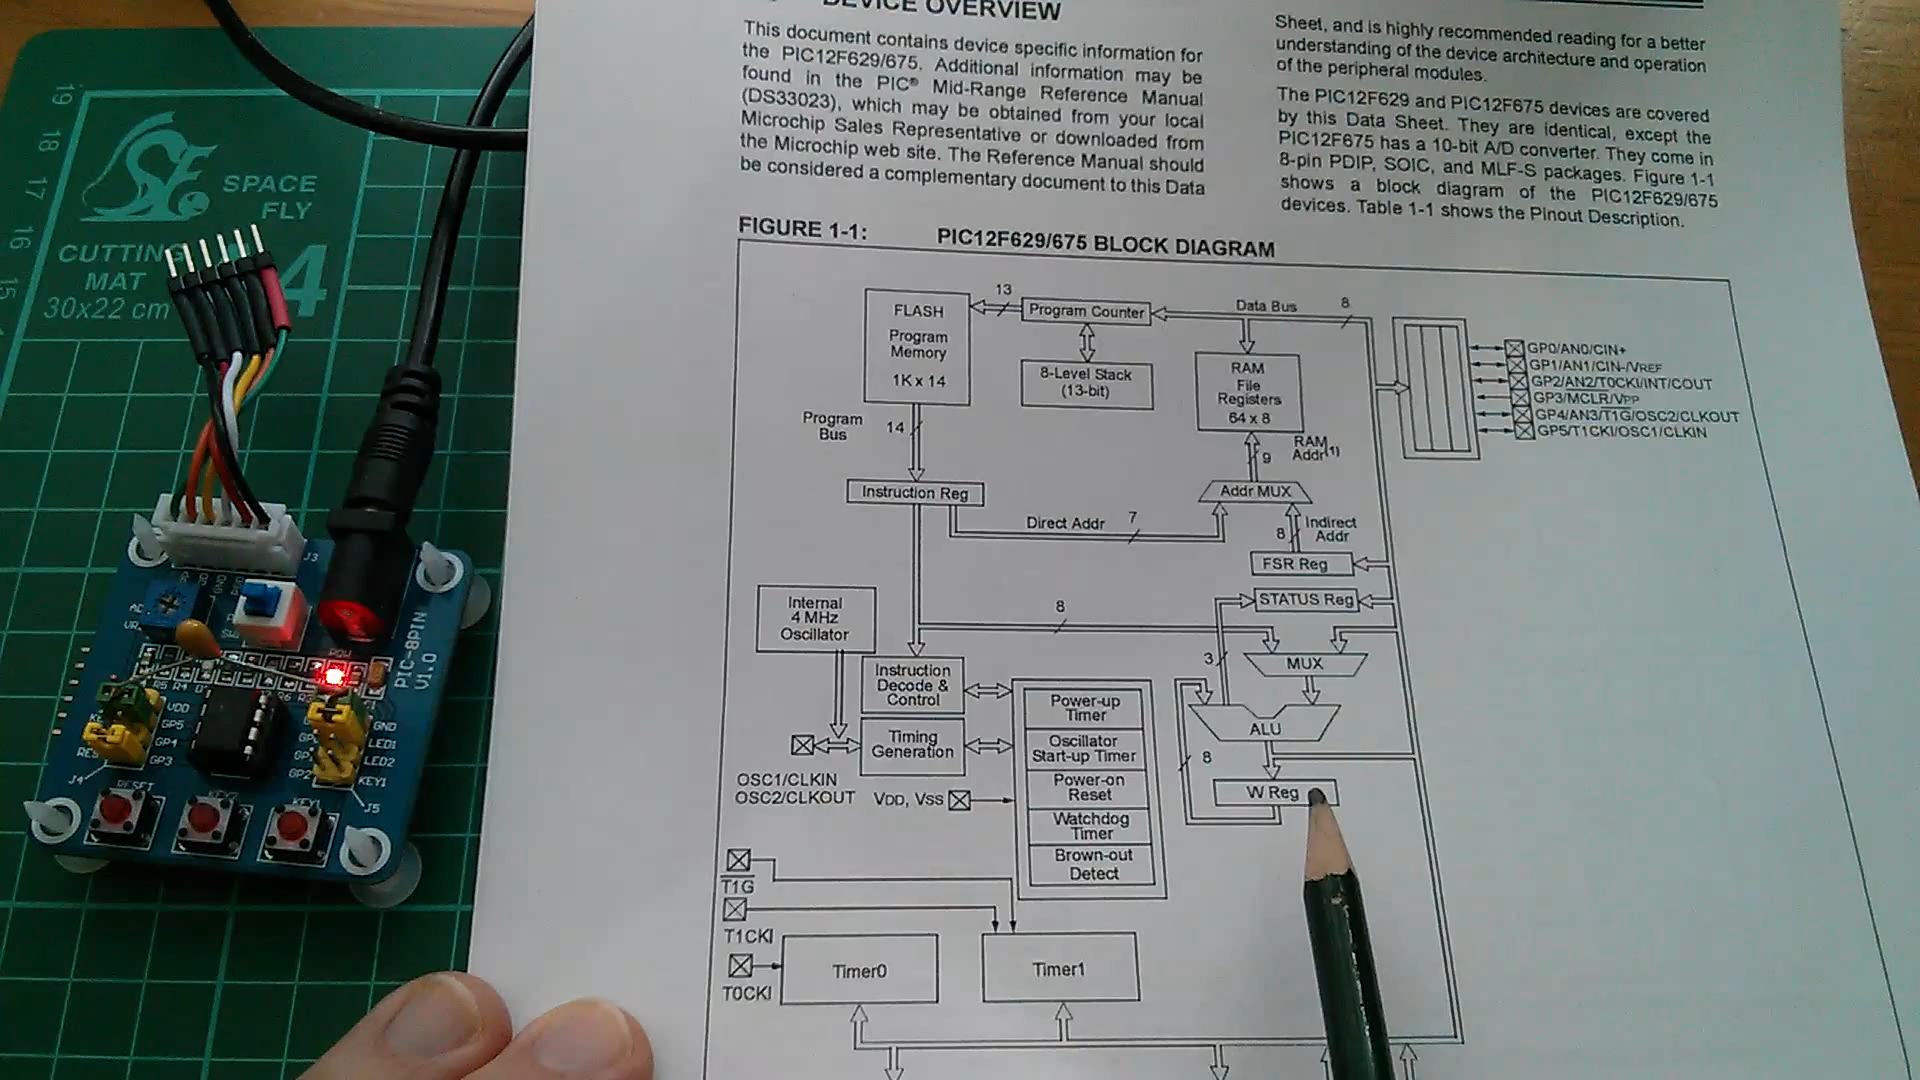 DEVICE OVERVIEW
This document contains device specific information for
the PIC12F629/675. Additional information may be
found in the PIC® Mid-Range Reference Manual
(DS33023), which may be obtained from your local
Microchip Sales Representative or downloaded from
the Microchip web site. The Reference Manual should
be considered a complementary document to this Data
Sheet, and is highly recommended reading for a better
understanding of the device architecture and operation
of the peripheral modules.
The PIC12F629 and PIC12F675 devices are covered
by this Data Sheet. They are identical, except the
PIC12F675 has a 10-bit A/D converter. They come in
8-pin PDIP, SOIC, and MLF-S packages. Figure 1-1
shows a block diagram of the PIC12F629/675
devices. Table 1-1 shows the Pinout Description.
FIGURE 1-1: PIC12F629/675 BLOCK DIAGRAM
FLASH
Program
Memory
1K x 14
13
Program Counter
8-Level Stack
(13-bit)
Data Bus
8
RAM
File
Registers
64 x 8
GP0/AN0/CIN+
GP1/AN1/CIN-/VREF
GP2/AN2/T0CKI/INT/COUT
GP3/MCLR/VPP
GP4/AN3/T1G/OSC2/CLKOUT
GP5/T1CKI/OSC1/CLKIN
Program
Bus
14
RAM
Addr(1)
9
Instruction Reg
Addr MUX
Direct Addr
7
Indirect
Addr
8
FSR Reg
STATUS Reg
8
Internal
4 MHz
Oscillator
MUX
3
Instruction
Decode &
Control
ALU
8
W Reg
Timing
Generation
Power-up
Timer
Oscillator
Start-up Timer
Power-on
Reset
Watchdog
Timer
Brown-out
Detect
OSC1/CLKIN
OSC2/CLKOUT
VDD, VSS
T1G
T1CKI
T0CKI
Timer0
Timer1
19
18
17
16
15
SPACE
FLY
CUTTING
MAT
4
30x22 cm
J3
POW
PIC-8PIN
V1.0
R5
R4
R6
VDD
GP5
GP4
GP3
J4
GND
LED1
LED2
KEY1
GP2
J5
RESET
KEY2
KEY1